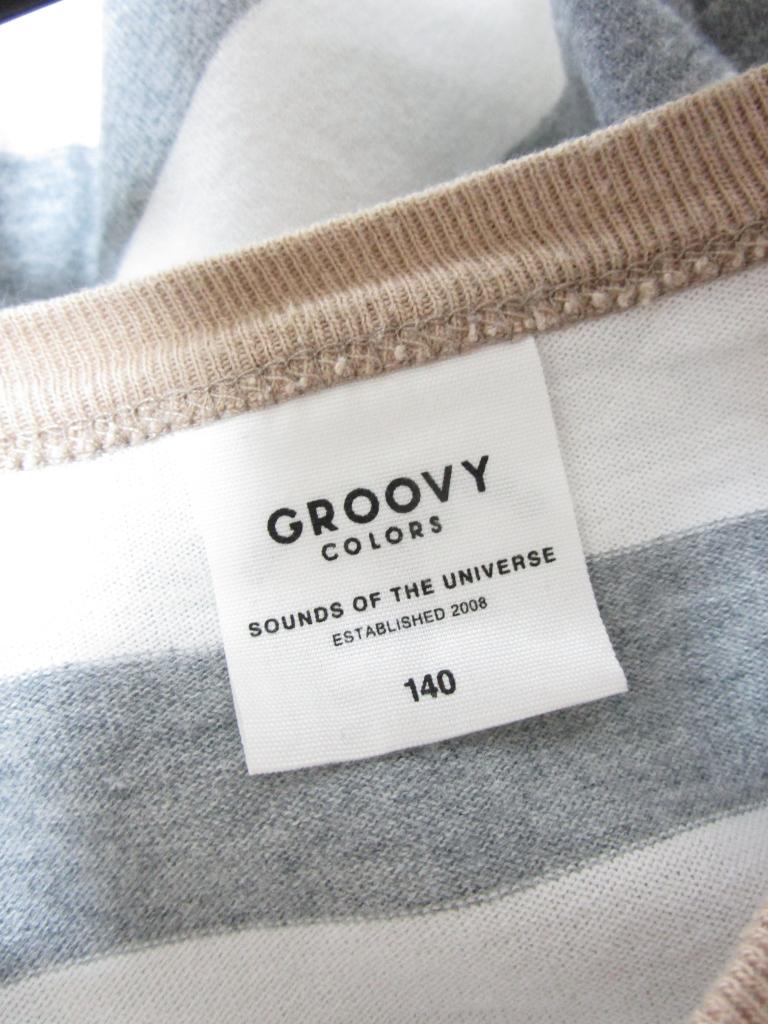 GROOVY
COLORS
SOUNDS OF THE UNIVERSE
ESTABLISHED 2008
140